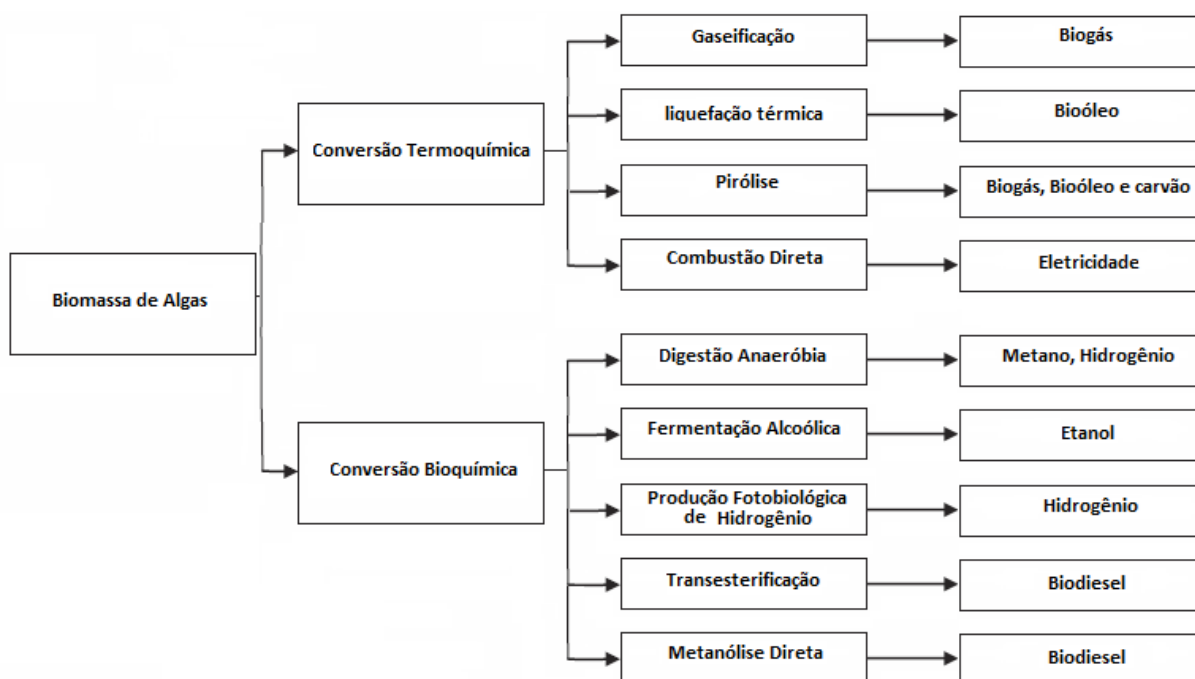 Gaseificação
Biogás
liquefação térmica
Bioóleo
Conversão Termoquímica
Pirólise
Biogás, Bioóleo e carvão
Combustão Direta
Eletricidade
Biomassa de Algas
Digestão Anaeróbia
Metano, Hidrogênio
Fermentação Alcoólica
Etanol
Conversão Bioquímica
Produção Fotobiológica
de Hidrogênio
Hidrogênio
Transesterificação
Biodiesel
Metanólise Direta
Biodiesel